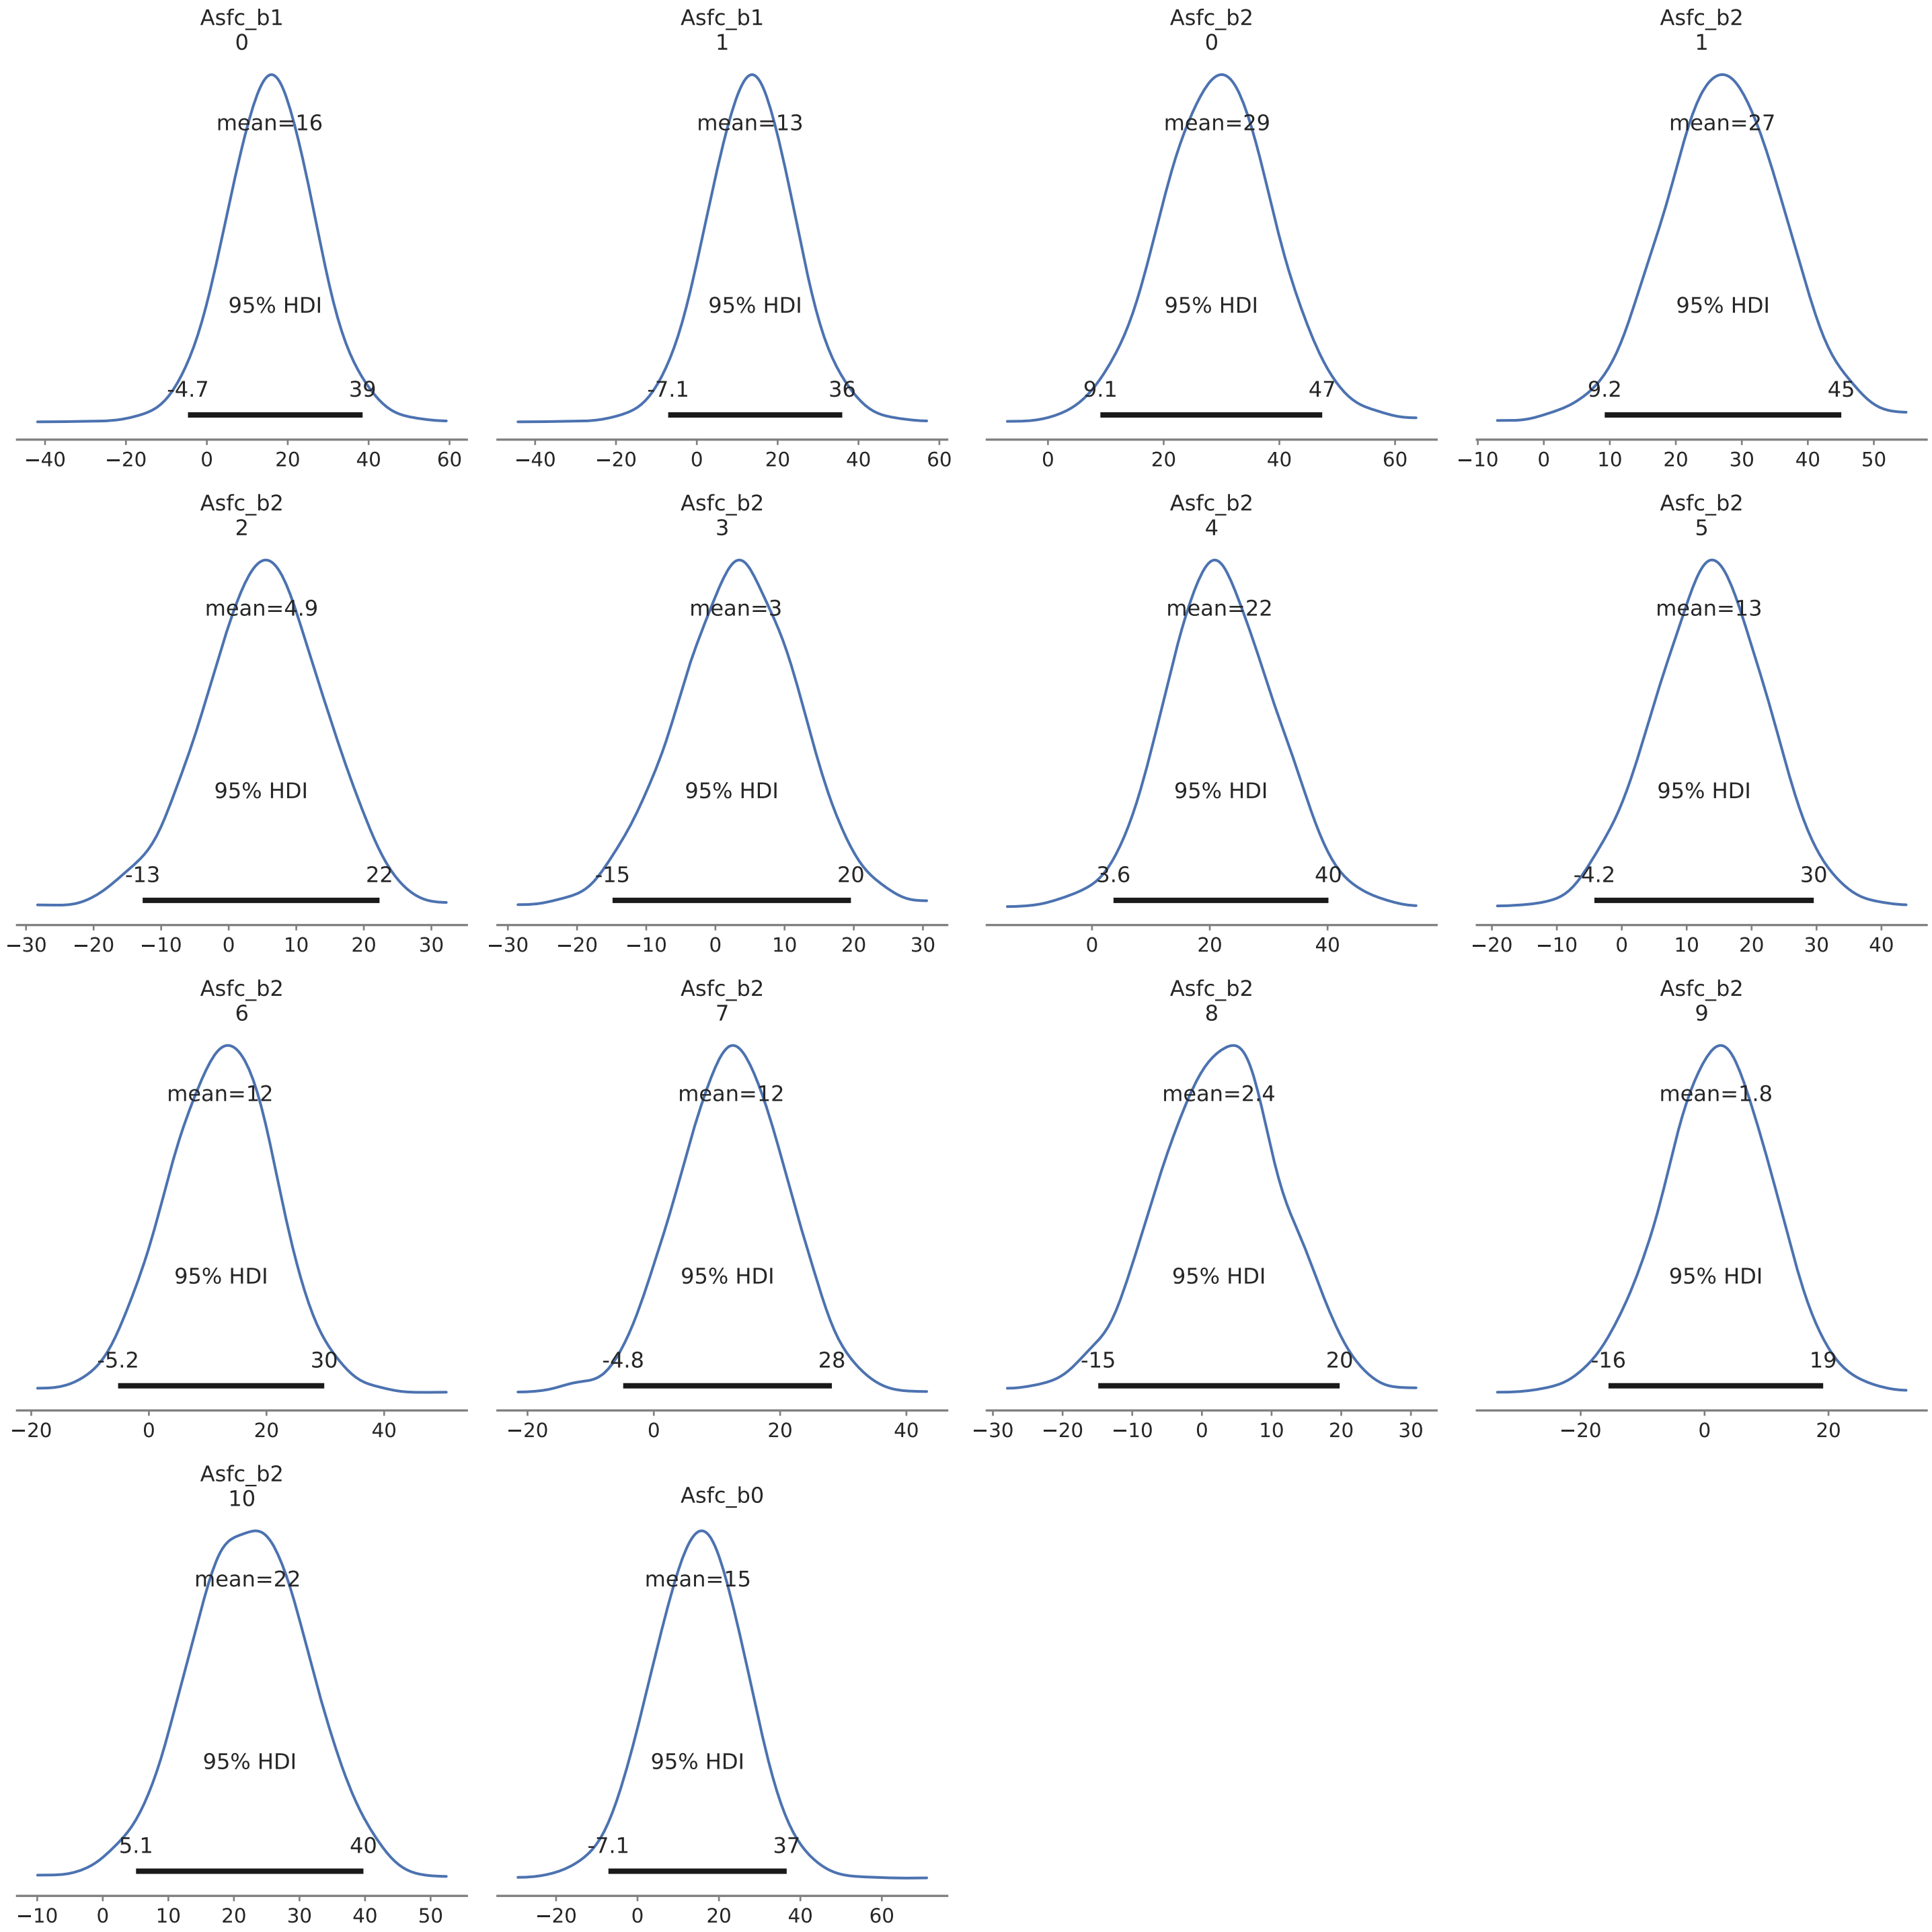 Asfc_b1
0
mean=16
95% HDI
-4.7 39
−40 −20 0 20 40 60
Asfc_b1
1
mean=13
95% HDI
-7.1 36
−40 −20 0 20 40 60
Asfc_b2
0
mean=29
95% HDI
9.1 47
0 20 40 60
Asfc_b2
1
mean=27
95% HDI
9.2 45
−10 0 10 20 30 40 50
Asfc_b2
2
mean=4.9
95% HDI
-13 22
−30 −20 −10 0 10 20 30
Asfc_b2
3
mean=3
95% HDI
-15 20
−30 −20 −10 0 10 20 30
Asfc_b2
4
mean=22
95% HDI
3.6 40
0 20 40
Asfc_b2
5
mean=13
95% HDI
-4.2 30
−20 −10 0 10 20 30 40
Asfc_b2
6
mean=12
95% HDI
-5.2 30
−20 0 20 40
Asfc_b2
7
mean=12
95% HDI
-4.8 28
−20 0 20 40
Asfc_b2
8
mean=2.4
95% HDI
-15 20
−30 −20 −10 0 10 20 30
Asfc_b2
9
mean=1.8
95% HDI
-16 19
−20 0 20
Asfc_b2
10
mean=22
95% HDI
5.1 40
−10 0 10 20 30 40 50
Asfc_b0
mean=15
95% HDI
-7.1 37
−20 0 20 40 60